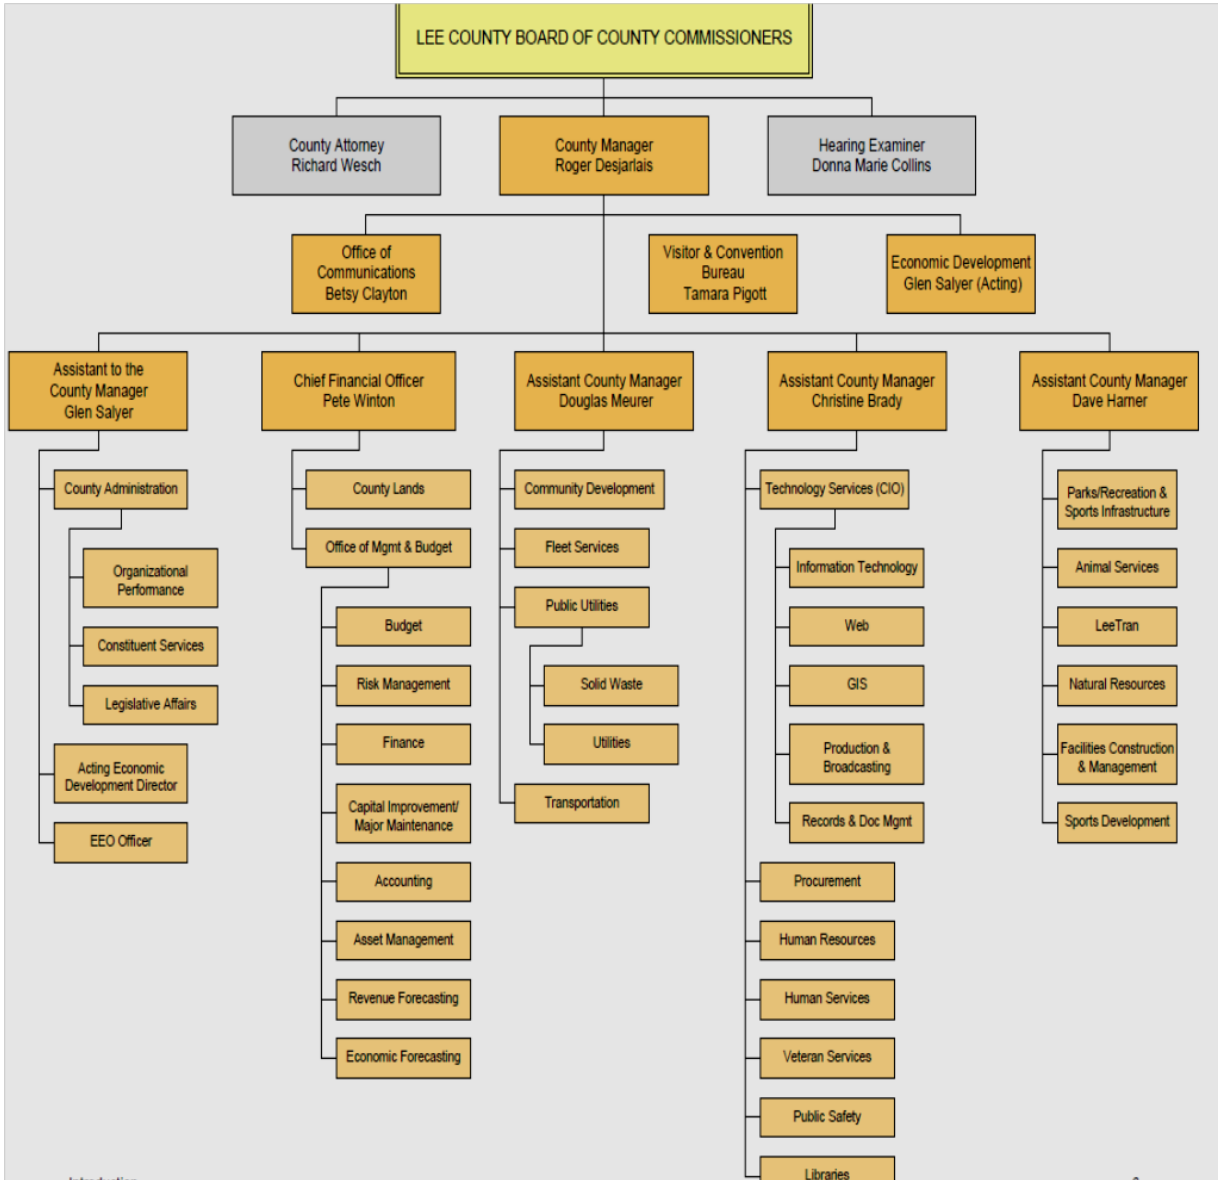 LEE COUNTY BOARD OF COUNTY COMMISSIONERS
County Attorney
Richard Wesch
County Manager
Roger Desjarlais
Hearing Examiner
Donna Marie Collins
Office of
Communications
Betsy Clayton
Visitor & Convention
Bureau
Tamara Pigott
Economic Development
Glen Salyer (Acting)
Assistant to the
County Manager
Glen Salyer
Chief Financial Officer
Pete Winton
Assistant County Manager
Douglas Meurer
Assistant County Manager
Christine Brady
Assistant County Manager
Dave Harner
County Administration
Organizational
Performance
Constituent Services
Legislative Affairs
Acting Economic
Development Director
EEO Officer
County Lands
Office of Mgmt & Budget
Budget
Risk Management
Finance
Capital Improvement/
Major Maintenance
Accounting
Asset Management
Revenue Forecasting
Economic Forecasting
Community Development
Fleet Services
Public Utilities
Solid Waste
Utilities
Transportation
Technology Services (CIO)
Information Technology
Web
GIS
Production &
Broadcasting
Records & Doc Mgmt
Procurement
Human Resources
Human Services
Veteran Services
Public Safety
Libraries
Parks/Recreation &
Sports Infrastructure
Animal Services
LeeTran
Natural Resources
Facilities Construction
& Management
Sports Development